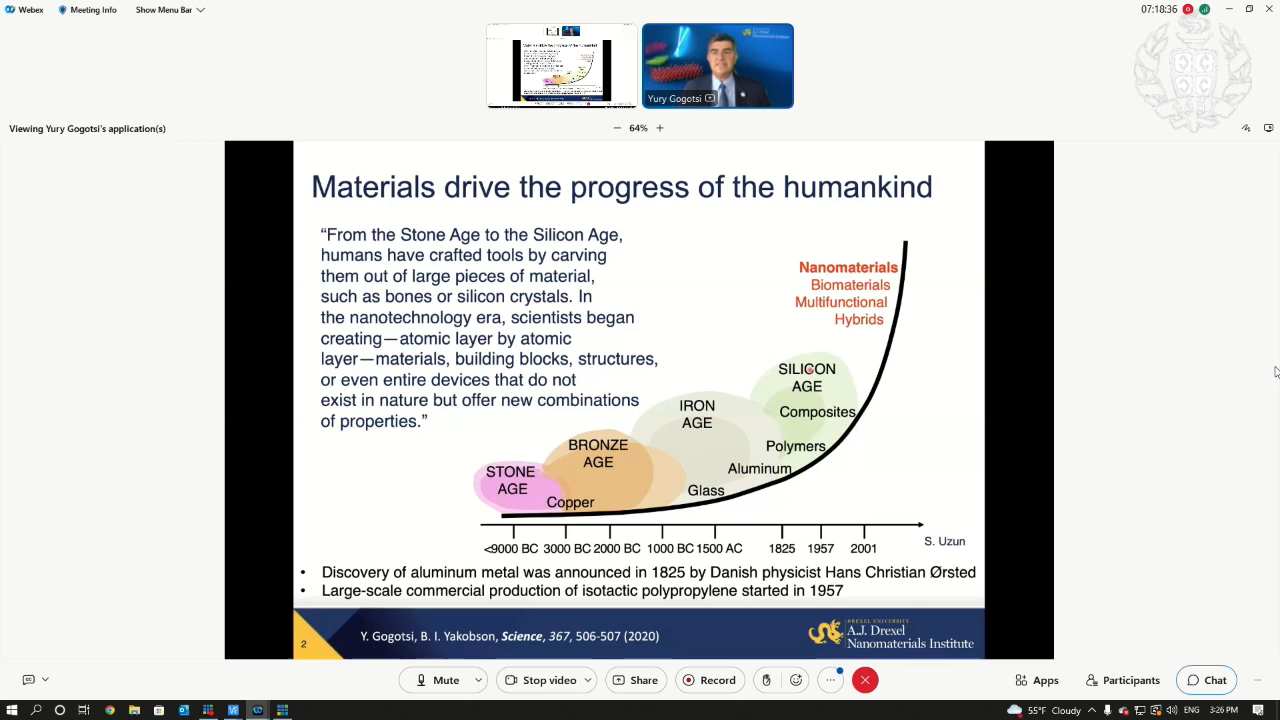 Webex
Meeting Info
Show Menu Bar
07:18:36
Yury Gogotsi
Viewing Yury Gogotsi's application(s)
64%
Materials drive the progress of the humankind
“From the Stone Age to the Silicon Age,
humans have crafted tools by carving
them out of large pieces of material,
such as bones or silicon crystals. In
the nanotechnology era, scientists began
creating—atomic layer by atomic
layer—materials, building blocks, structures,
or even entire devices that do not
exist in nature but offer new combinations
of properties.”
Nanomaterials
Biomaterials
Multifunctional
Hybrids
SILICON
AGE
Composites
IRON
AGE
Polymers
BRONZE
AGE
Aluminum
STONE
AGE
Glass
Copper
<9000 BC 3000 BC 2000 BC 1000 BC 1500 AC 1825 1957 2001
S. Uzun
• Discovery of aluminum metal was announced in 1825 by Danish physicist Hans Christian Ørsted
• Large-scale commercial production of isotactic polypropylene started in 1957
2
Y. Gogotsi, B. I. Yakobson, Science, 367, 506-507 (2020)
DREXEL UNIVERSITY
A.J. Drexel
Nanomaterials Institute
Mute
Stop video
Share
Record
Apps
Participants
Chat
55°F Cloudy
ENG
3:26 PM